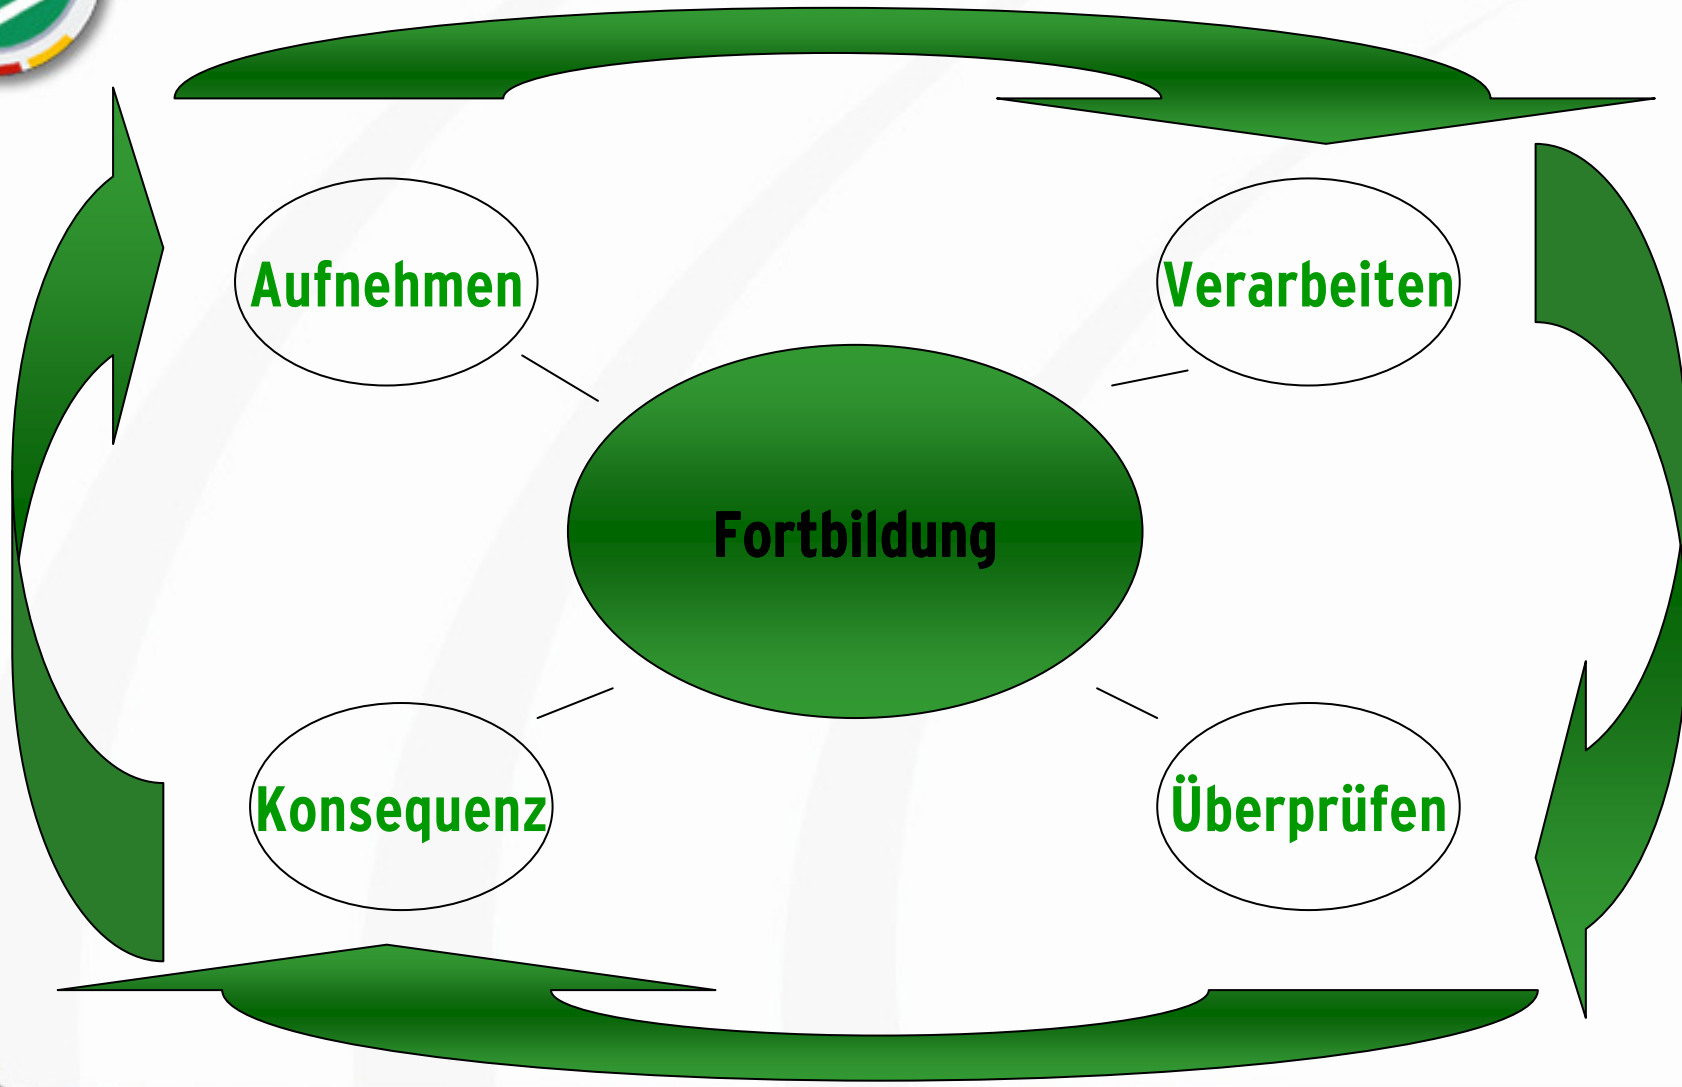 Aufnehmen
Verarbeiten
Fortbildung
Konsequenz
Überprüfen